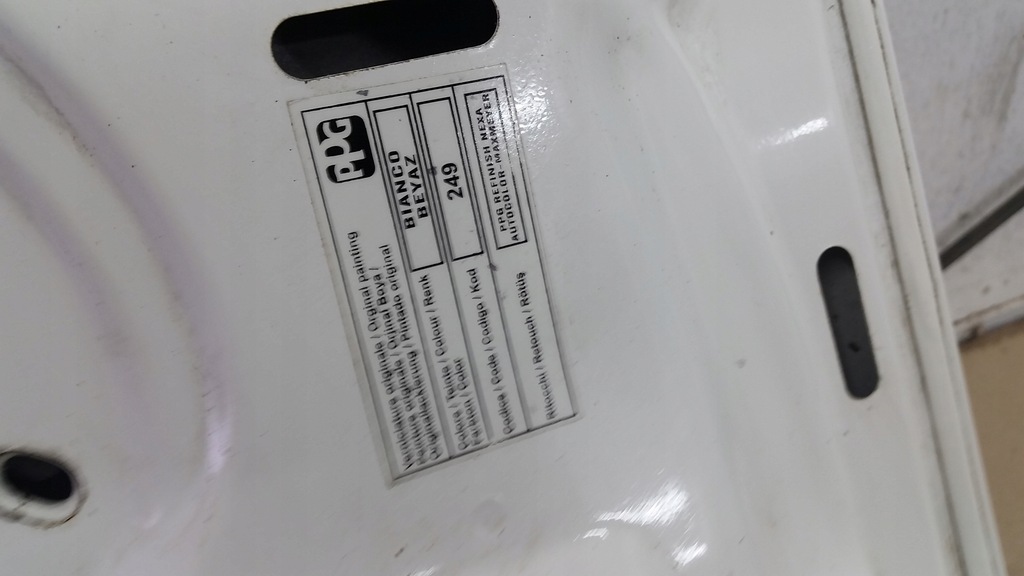 PPG
Verniciatura originale / Original painting
Peinture originale / Orijinal Boya /
Originallackierung / Pintado original
BIANCO
BEYAZ
Colore / Teinte / Colour / Renk
Farbton / Color
249
Codice / Code / Codigo / Kod
PPG REFINISH NEXA
AUTOCOLOR-MAXMEYER
Ritocchi / Retouch / Rötüş